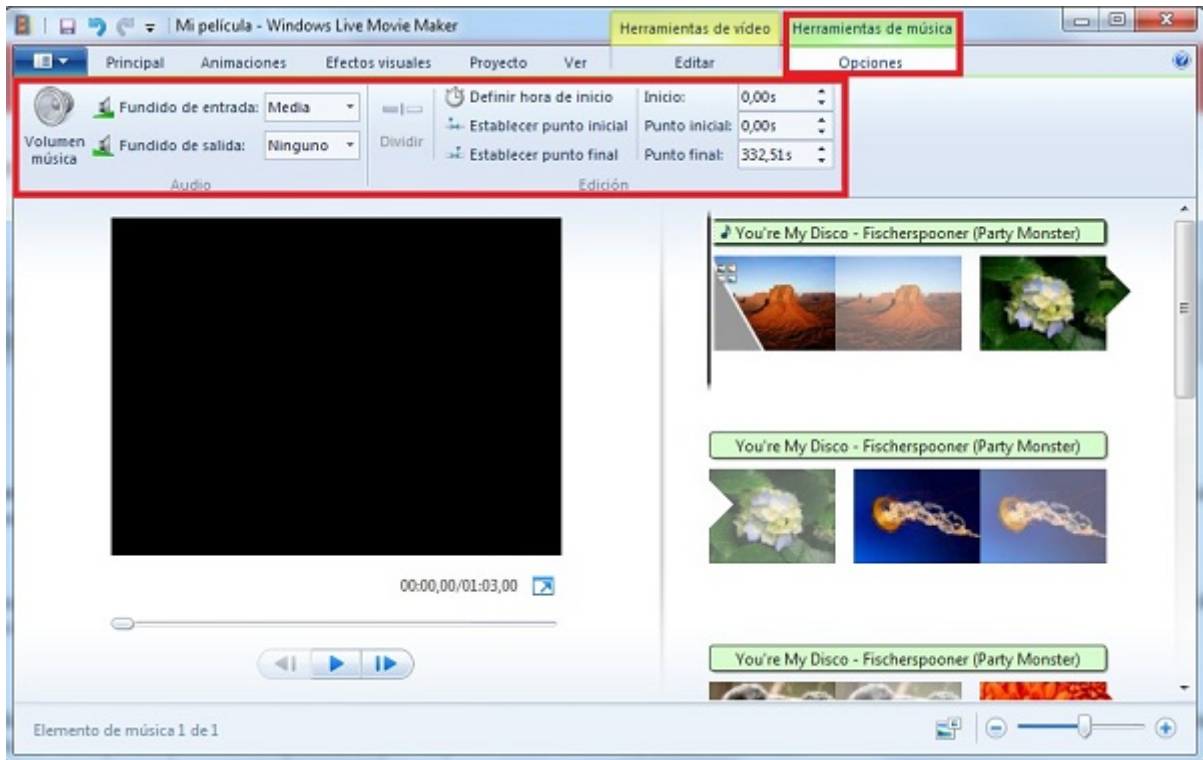 Mi película - Windows Live Movie Maker
Herramientas de vídeo
Herramientas de música
Principal
Animaciones
Efectos visuales
Proyecto
Ver
Editar
Opciones
Volumen música
Fundido de entrada: Media
Fundido de salida: Ninguno
Audio
Dividir
Definir hora de inicio
Establecer punto inicial
Establecer punto final
Inicio: 0,00s
Punto inicial: 0,00s
Punto final: 332,51s
Edición
You're My Disco - Fischerspooner (Party Monster)
You're My Disco - Fischerspooner (Party Monster)
00:00,00/01:03,00
You're My Disco - Fischerspooner (Party Monster)
Elemento de música 1 de 1